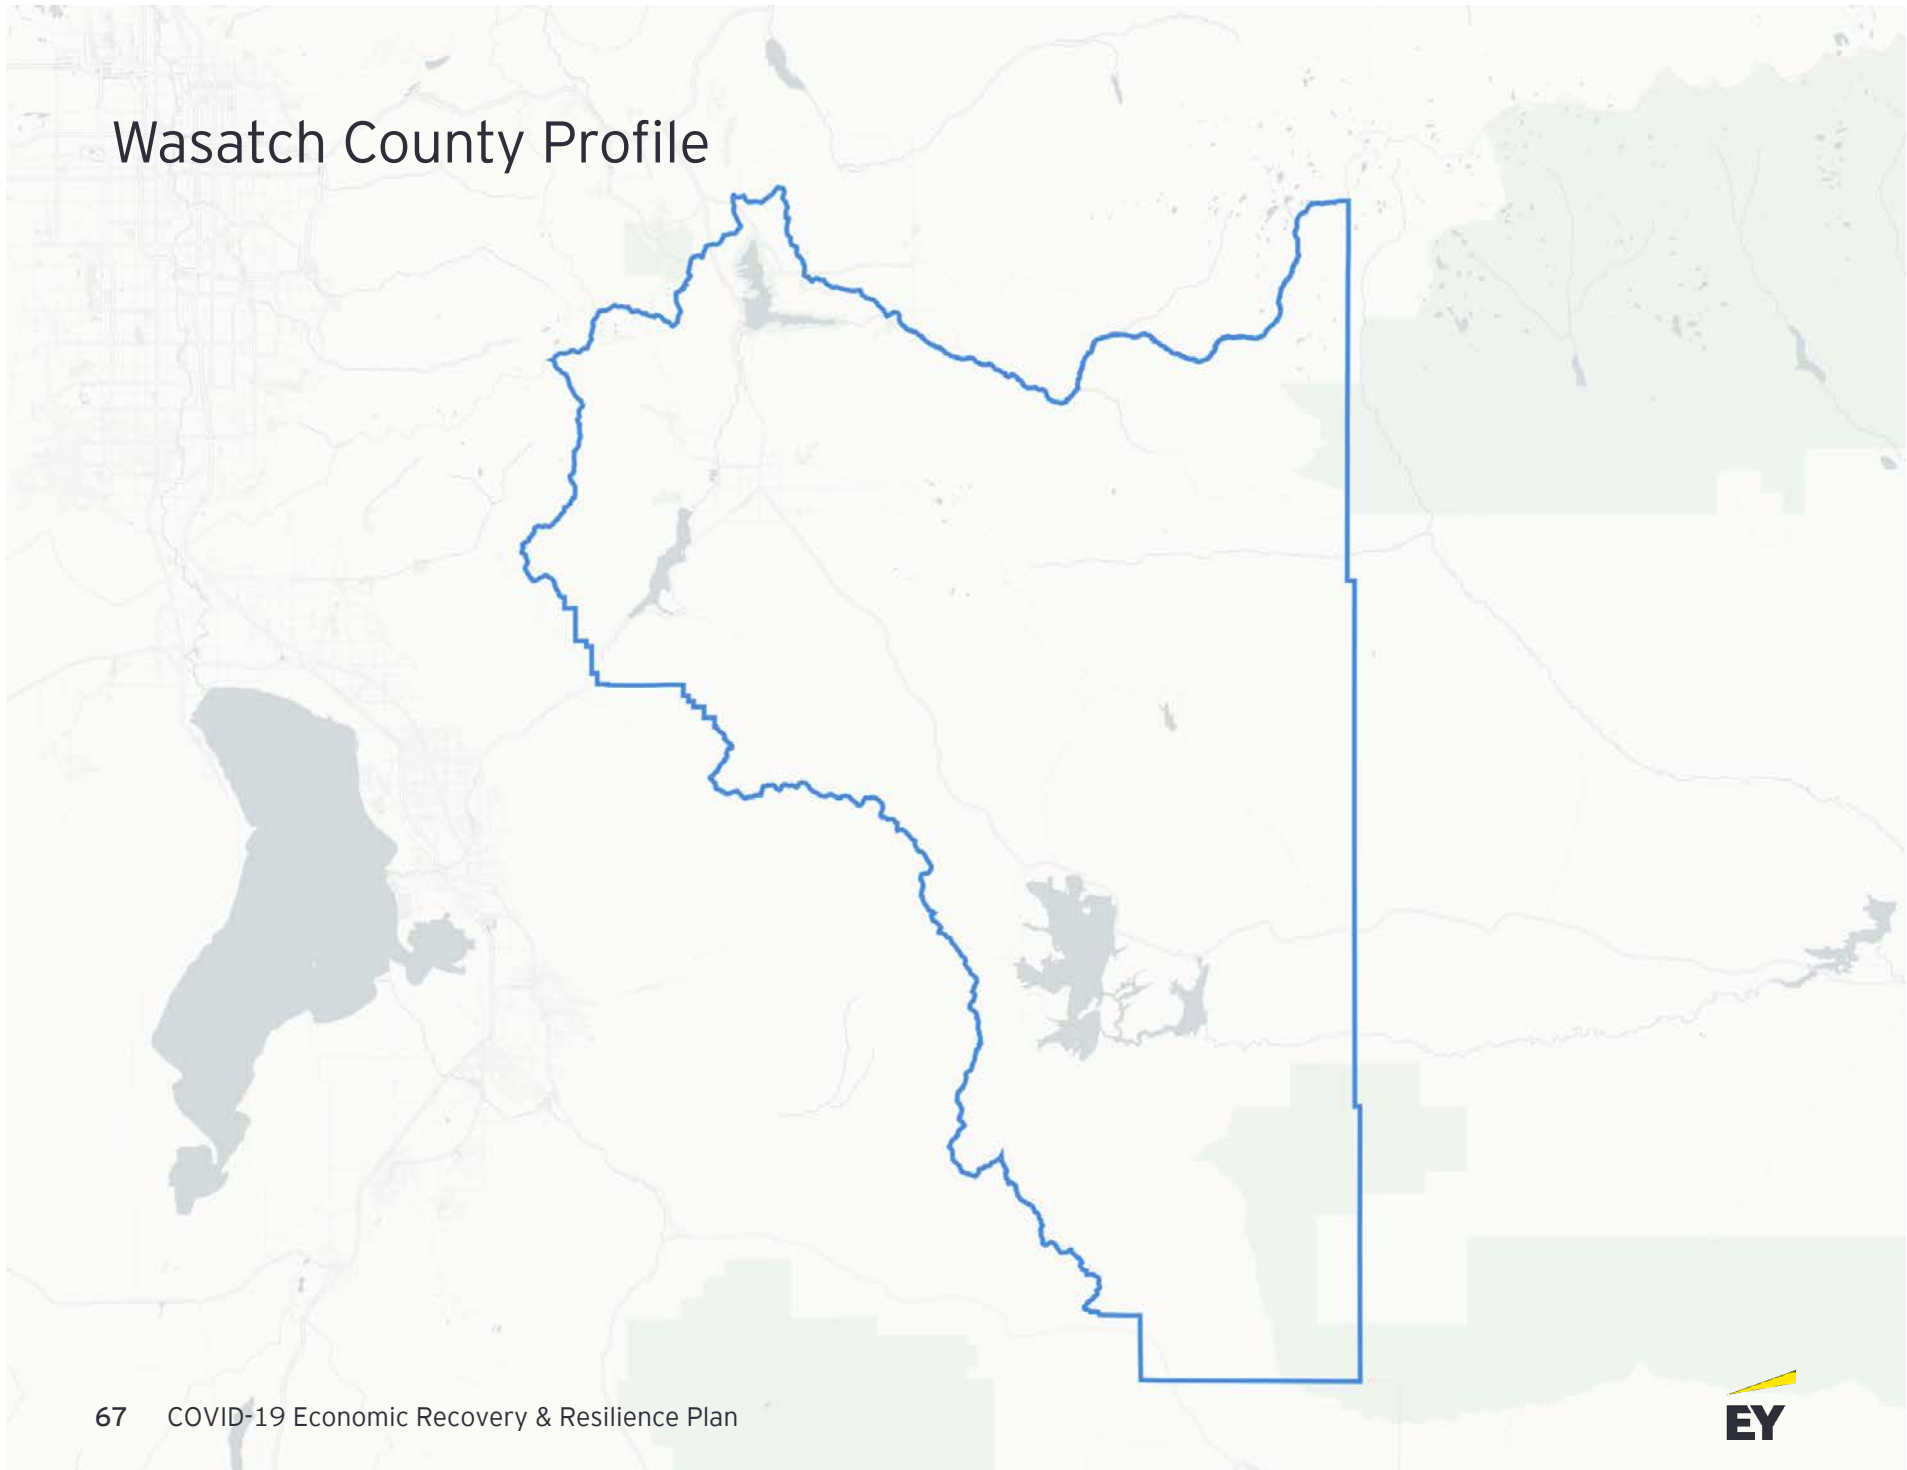 Wasatch County Profile
67 COVID-19 Economic Recovery & Resilience Plan
EY